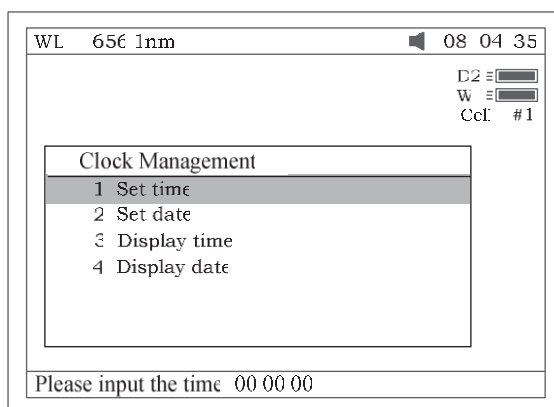 WL 656 1nm 08 04 35
D2
W
Cell #1
Clock Management
1 Set time
2 Set date
3 Display time
4 Display date
Please input the time 00 00 00